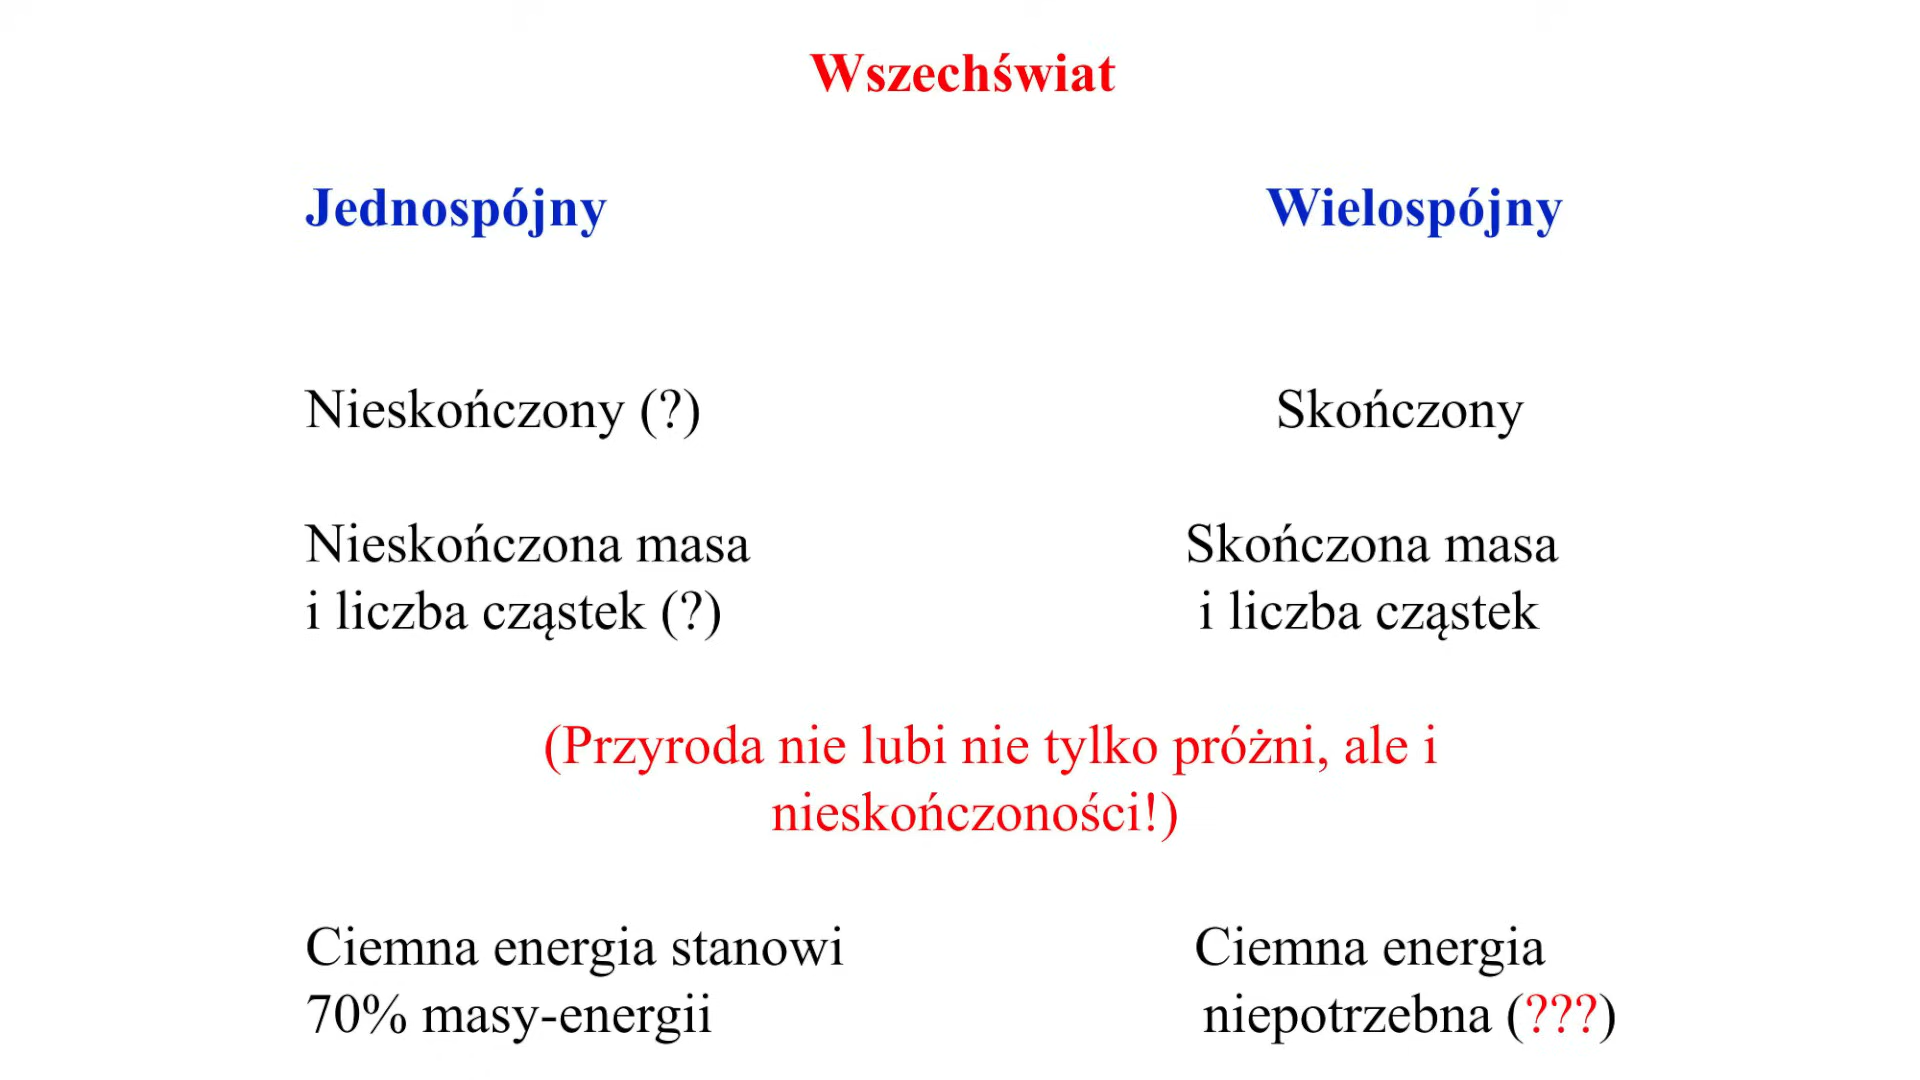 Wszechświat
Jednospójny Wielospójny
Nieskończony (?) Skończony
Nieskończona masa Skończona masa
i liczba cząstek (?) i liczba cząstek
(Przyroda nie lubi nie tylko próżni, ale i
nieskończoności!)
Ciemna energia stanowi Ciemna energia
70% masy-energii niepotrzebna (???)